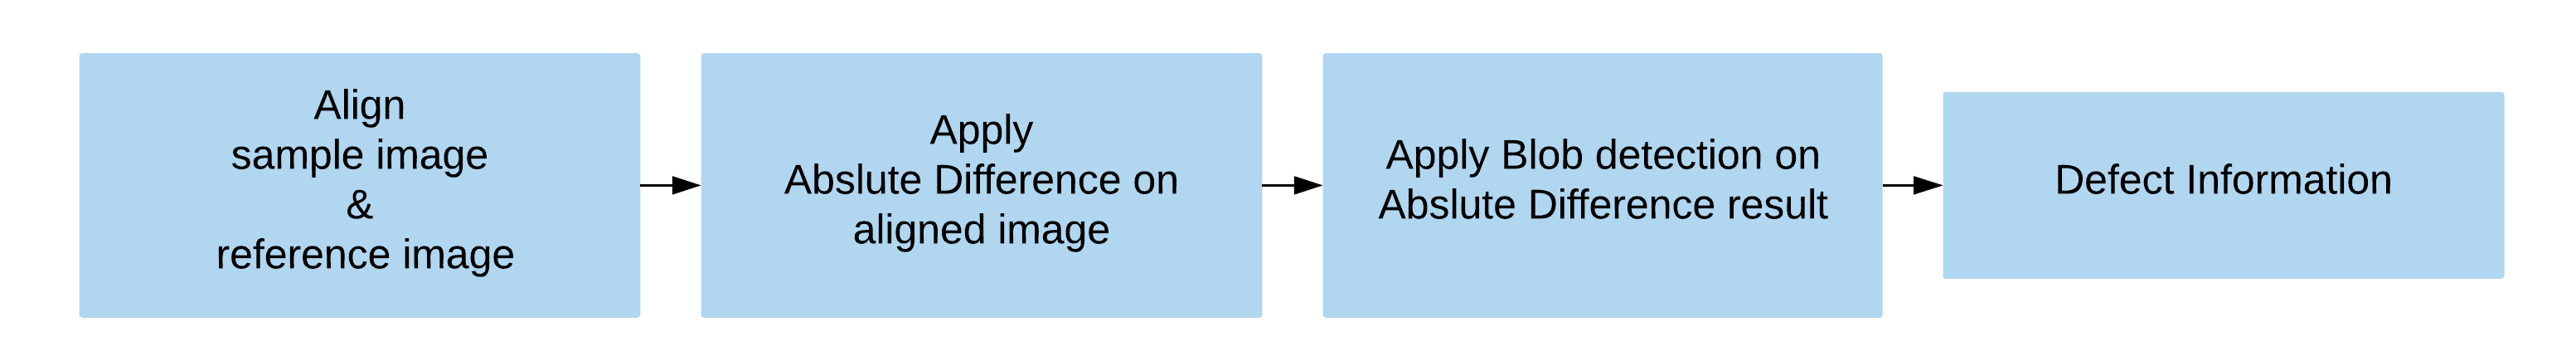 Align
sample image
&
reference image
Apply
Abslute Difference on
aligned image
Apply Blob detection on
Abslute Difference result
Defect Information